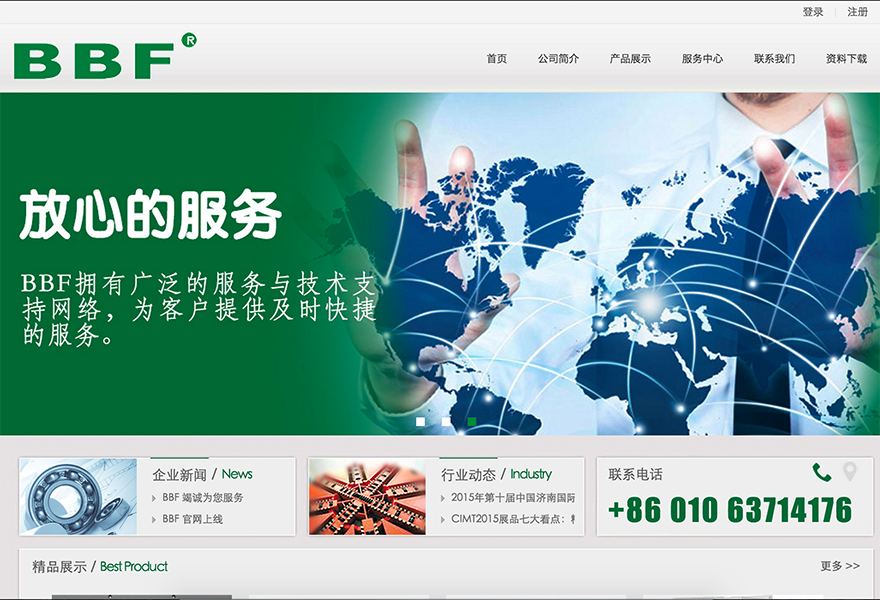 登录
注册
BBF®
首页
公司简介
产品展示
服务中心
联系我们
资料下载
放心的服务
BBF拥有广泛的服务与技术支
持网络，为客户提供及时快捷
的服务。
企业新闻 / News
BBF 竭诚为您服务
BBF 官网上线
行业动态 / Industry
2015年第十届中国济南国际
CIMT2015展品七大看点：
联系电话
+86 010 63714176
精品展示 / Best Product
更多 >>